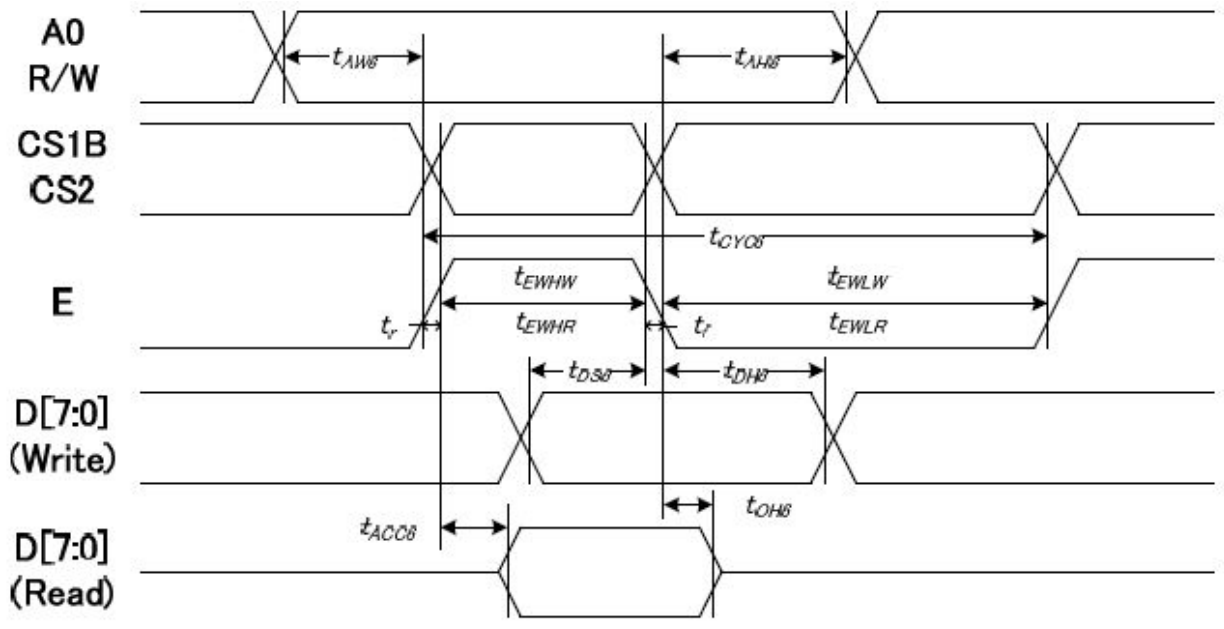 A0
R/W
tAW6
tAH6
CS1B
CS2
tCYC6
E
tEWHW
tEWLW
tr
tEWHR
tf
tEWLR
tDS6
tDH6
D[7:0]
(Write)
tACC6
tOH6
D[7:0]
(Read)